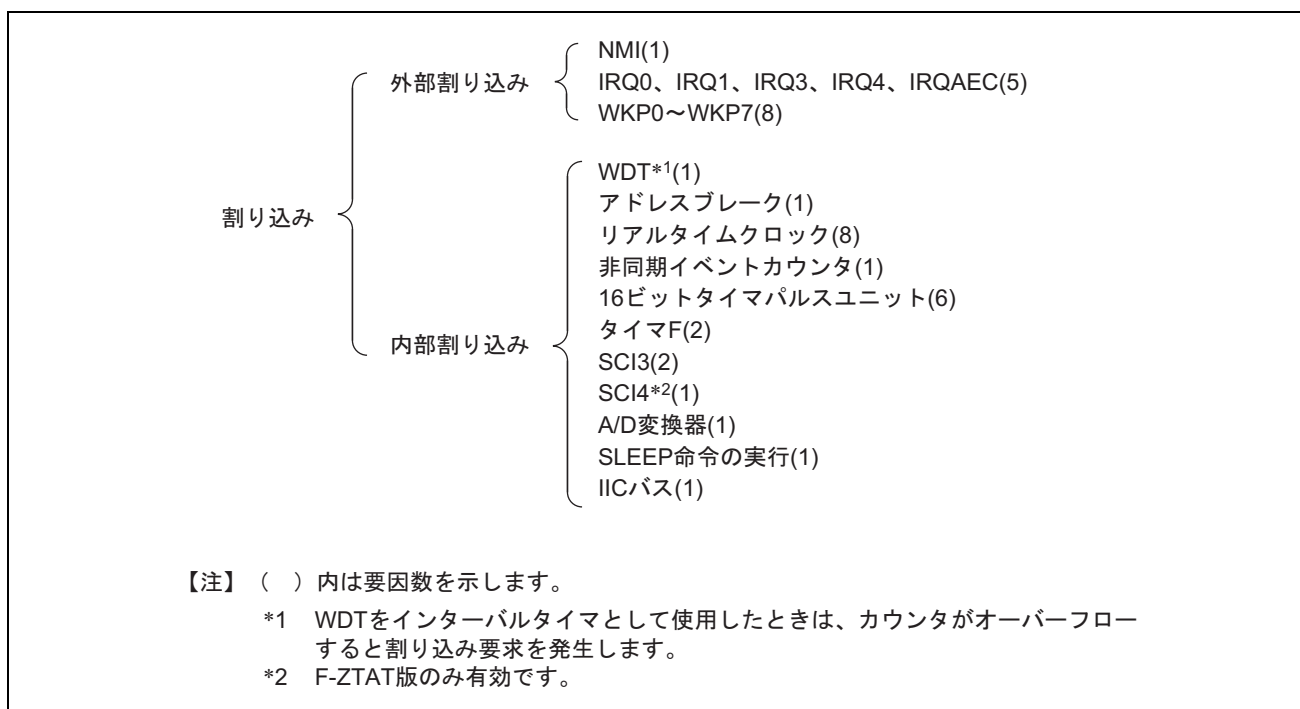 割り込み
外部割り込み
NMI(1)
IRQ0、IRQ1、IRQ3、IRQ4、IRQAEC(5)
WKP0～WKP7(8)
内部割り込み
WDT*1(1)
アドレスブレーク(1)
リアルタイムクロック(8)
非同期イベントカウンタ(1)
16ビットタイマパルスユニット(6)
タイマF(2)
SCI3(2)
SCI4*2(1)
A/D変換器(1)
SLEEP命令の実行(1)
IICバス(1)
【注】（　）内は要因数を示します。
*1　WDTをインターバルタイマとして使用したときは、カウンタがオーバーフロー
すると割り込み要求を発生します。
*2　F-ZTAT版のみ有効です。